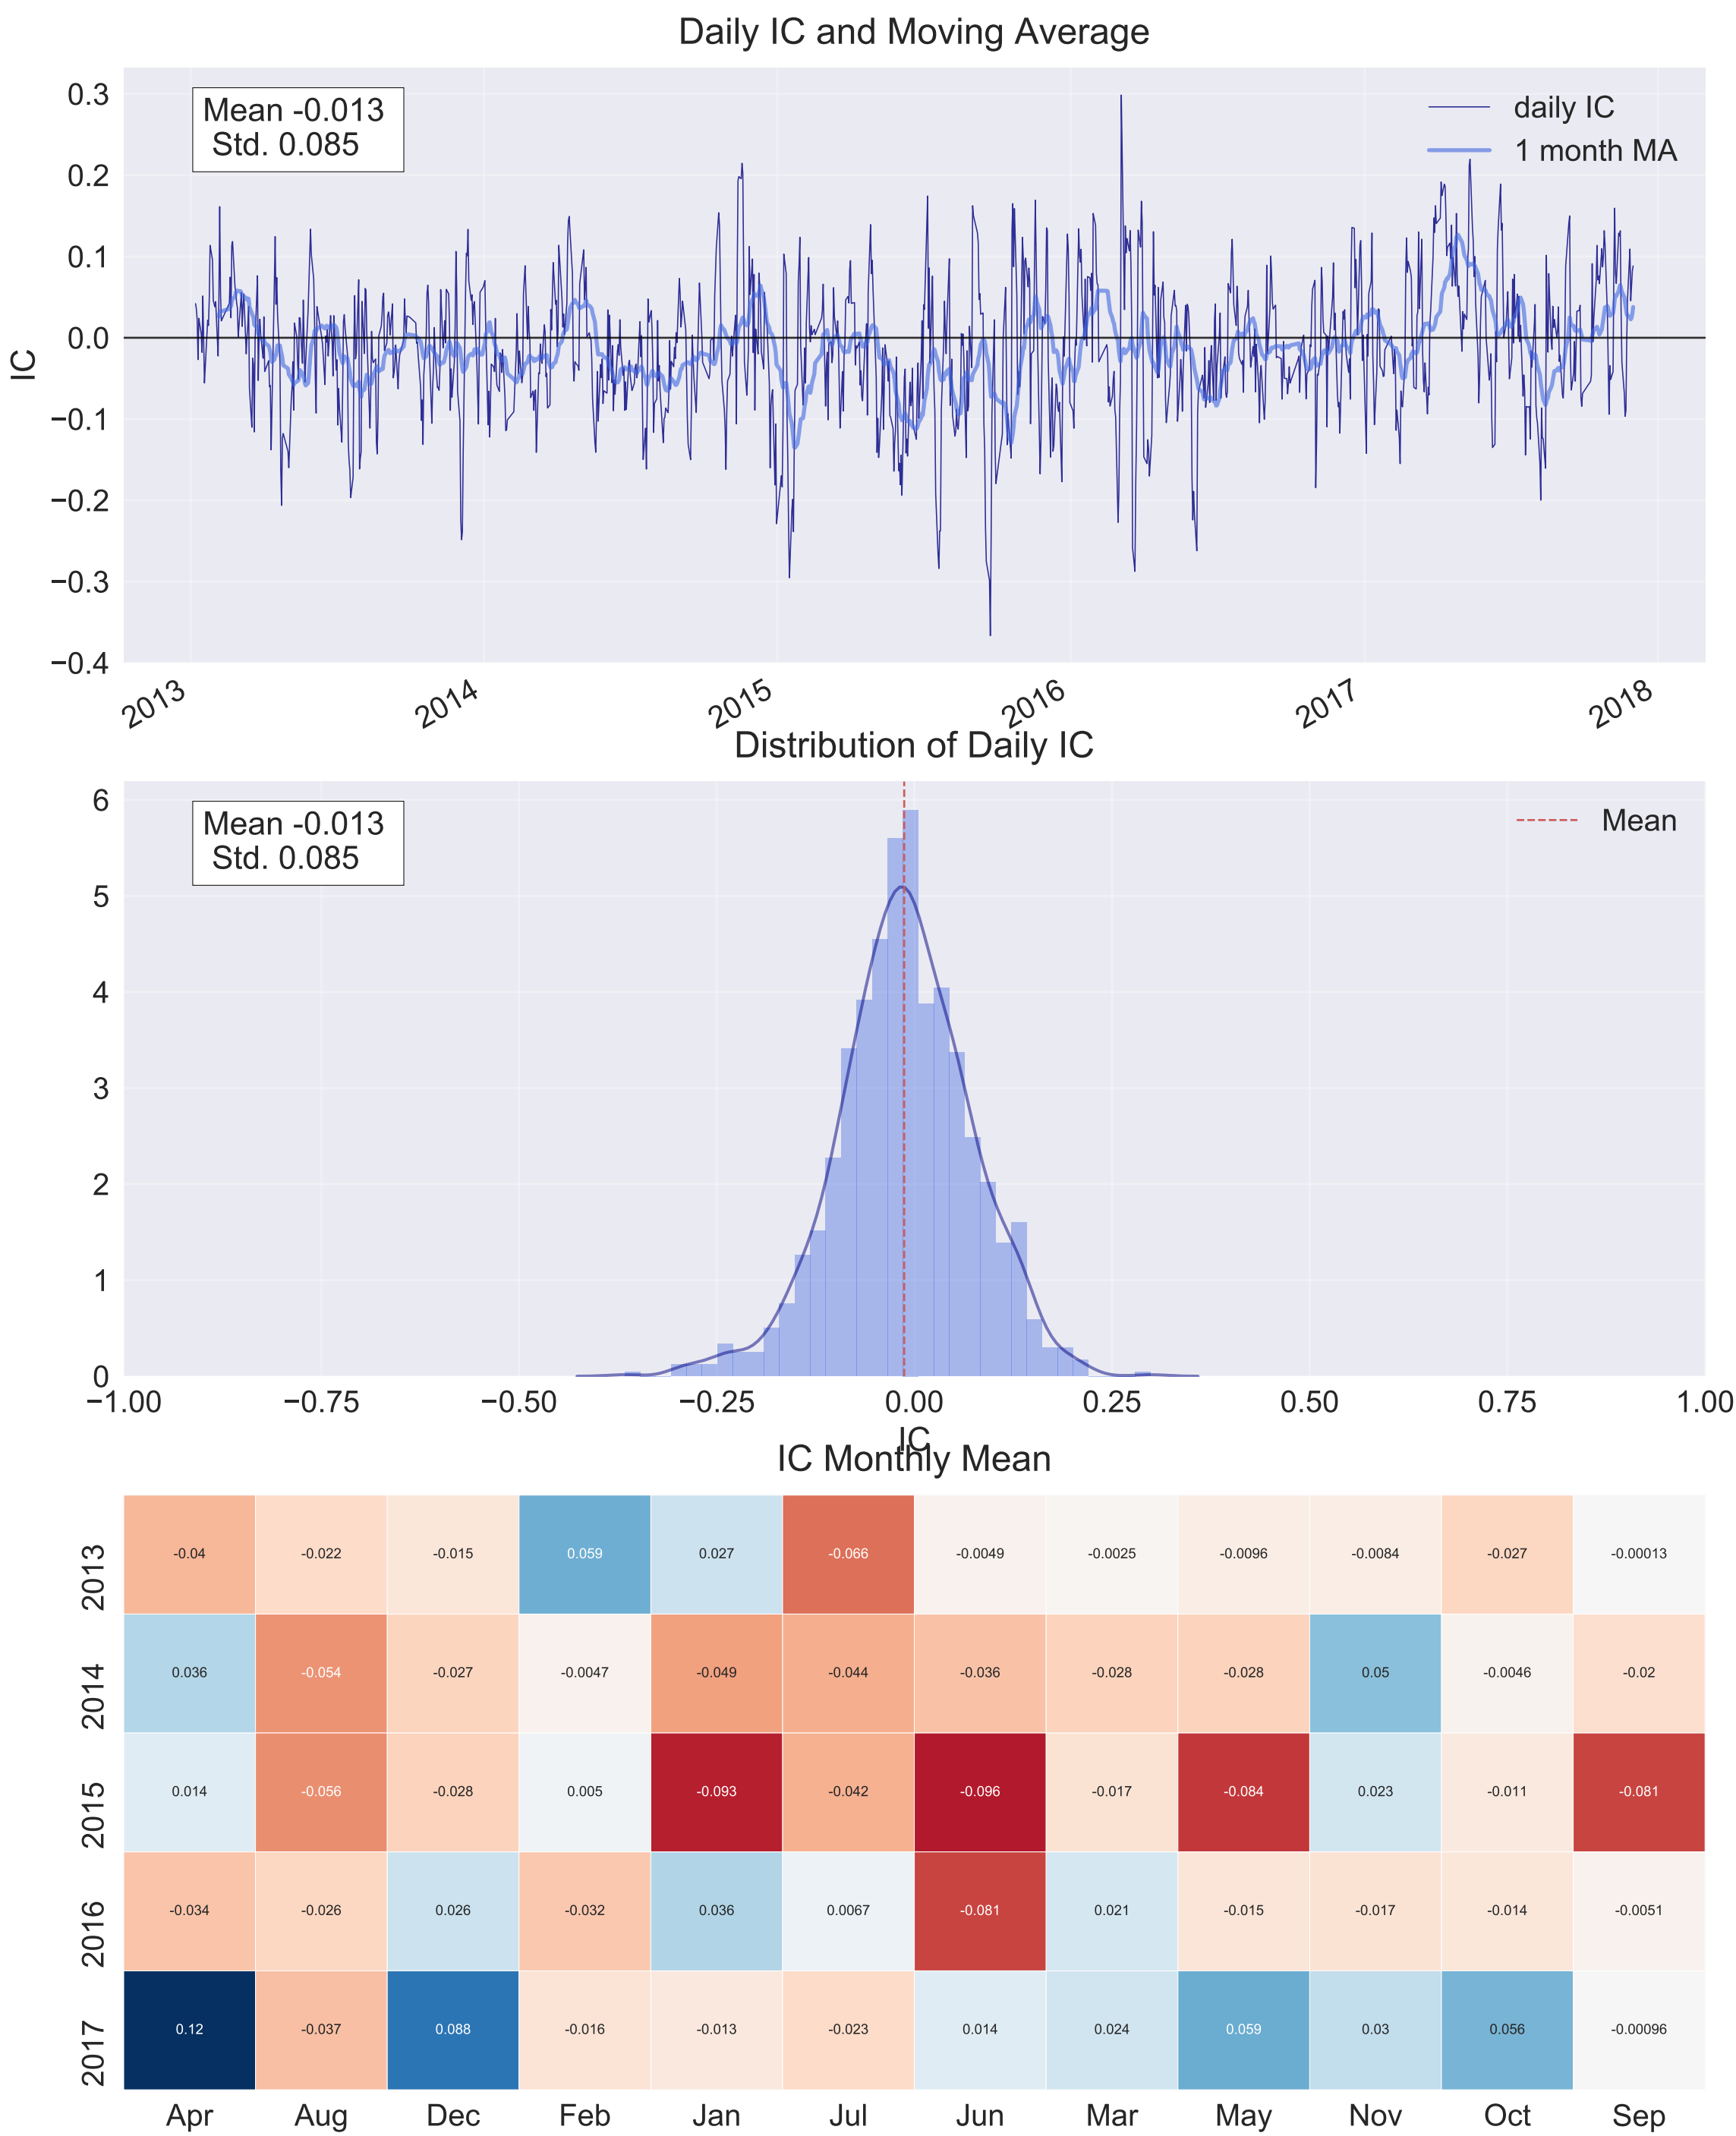 Daily IC and Moving Average
0.3
0.2
0.1
0.0
−0.1
−0.2
−0.3
−0.4
IC
Mean -0.013
Std. 0.085
daily IC
1 month MA
2013
2014
2015
2016
2017
2018
Distribution of Daily IC
6
5
4
3
2
1
0
Mean -0.013
Std. 0.085
Mean
−1.00 −0.75 −0.50 −0.25 0.00 0.25 0.50 0.75 1.00
IC
IC Monthly Mean
2013 -0.04 -0.022 -0.015 0.059 0.027 -0.066 -0.0049 -0.0025 -0.0096 -0.0084 -0.027 -0.00013
2014 0.036 -0.054 -0.027 -0.0047 -0.049 -0.044 -0.036 -0.028 -0.028 0.05 -0.0046 -0.02
2015 0.014 -0.056 -0.028 0.005 -0.093 -0.042 -0.096 -0.017 -0.084 0.023 -0.011 -0.081
2016 -0.034 -0.026 0.026 -0.032 0.036 0.0067 -0.081 0.021 -0.015 -0.017 -0.014 -0.0051
2017 0.12 -0.037 0.088 -0.016 -0.013 -0.023 0.014 0.024 0.059 0.03 0.056 -0.00096
Apr Aug Dec Feb Jan Jul Jun Mar May Nov Oct Sep